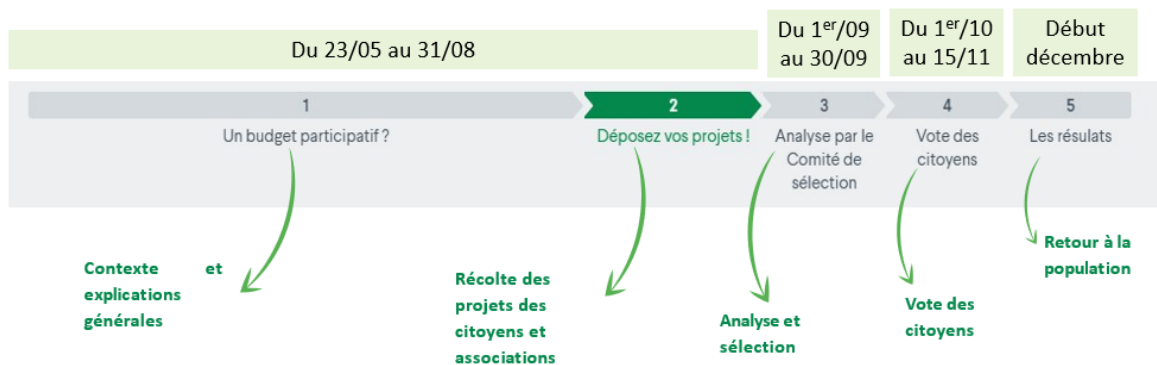 Du 23/05 au 31/08
Du 1er/09
au 30/09
Du 1er/10
au 15/11
Début
décembre
1
2
3
4
5
Un budget participatif ?
Déposez vos projets !
Analyse par le
Comité de
sélection
Vote des
citoyens
Les résulats
Contexte et
explications
générales
Récolte des
projets des
citoyens et
associations
Analyse et
sélection
Vote des
citoyens
Retour à la
population